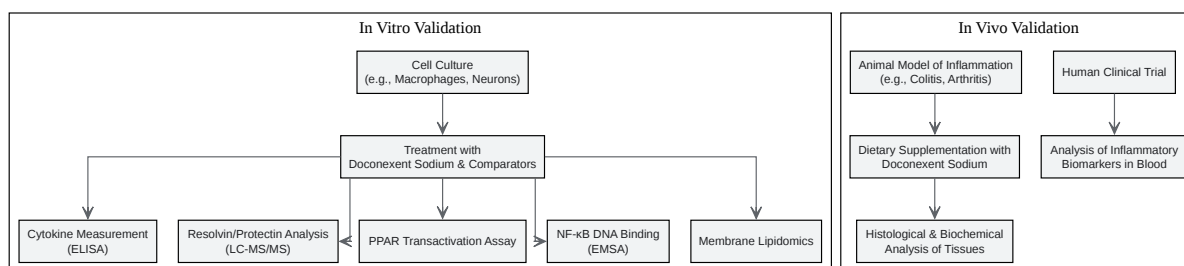 In Vitro Validation
Cell Culture
(e.g., Macrophages, Neurons)
Treatment with
Doconexent Sodium & Comparators
Cytokine Measurement
(ELISA)
Resolvin/Protectin Analysis
(LC-MS/MS)
PPAR Transactivation Assay
NF-κB DNA Binding
(EMSA)
Membrane Lipidomics
In Vivo Validation
Animal Model of Inflammation
(e.g., Colitis, Arthritis)
Human Clinical Trial
Dietary Supplementation with
Doconexent Sodium
Analysis of Inflammatory
Biomarkers in Blood
Histological & Biochemical
Analysis of Tissues